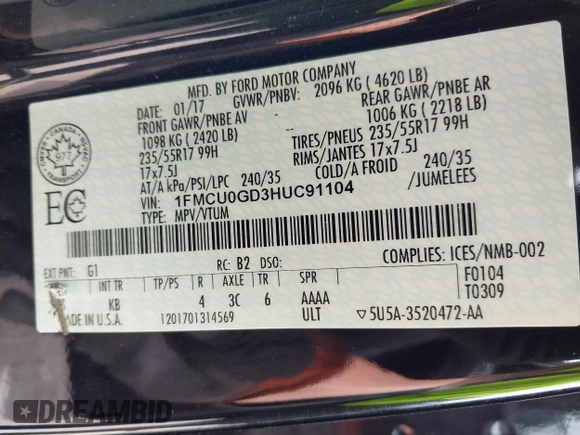 MFD. BY FORD MOTOR COMPANY
DATE: 01/17 GVWR/PNBV: 2096 KG ( 4620 LB)
FRONT GAWR/PNBE AV REAR GAWR/PNBE AR
1098 KG ( 2420 LB) 1006 KG ( 2218 LB)
235/55R17 99H TIRES/PNEUS 235/55R17 99H
17x7.5J RIMS/JANTES 17x7.5J
AT/A kPa/PSI/LPC 240/35 COLD/A FROID 240/35
VIN: 1FMCU0GD3HUC91104 /JUMELEES
TYPE: MPV/VTUM
CANADA
977
EC
EXT PNT: G1 RC: B2 DSO: COMPLIES: ICES/NMB-002
INT TR TP/PS R AXLE TR SPR F0104
KB 4 3C 6 AAAA T0309
MADE IN U.S.A. 1201701314569 ULT 5U5A-3520472-AA
DREAMBID